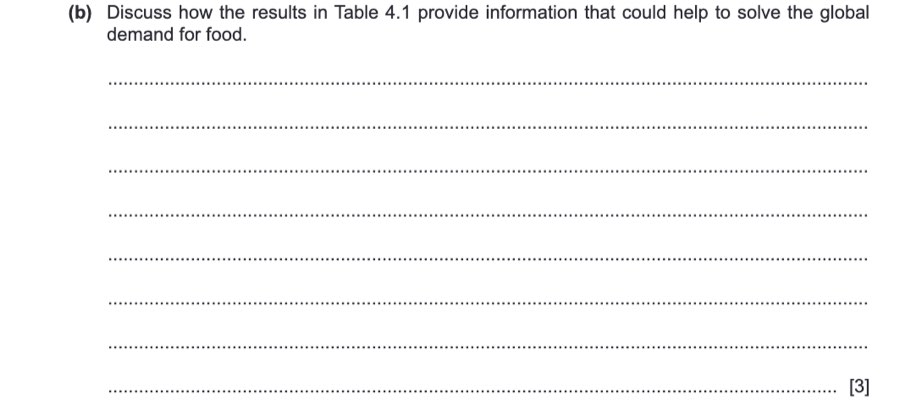 (b) Discuss how the results in Table 4.1 provide information that could help to solve the global
demand for food.
[3]